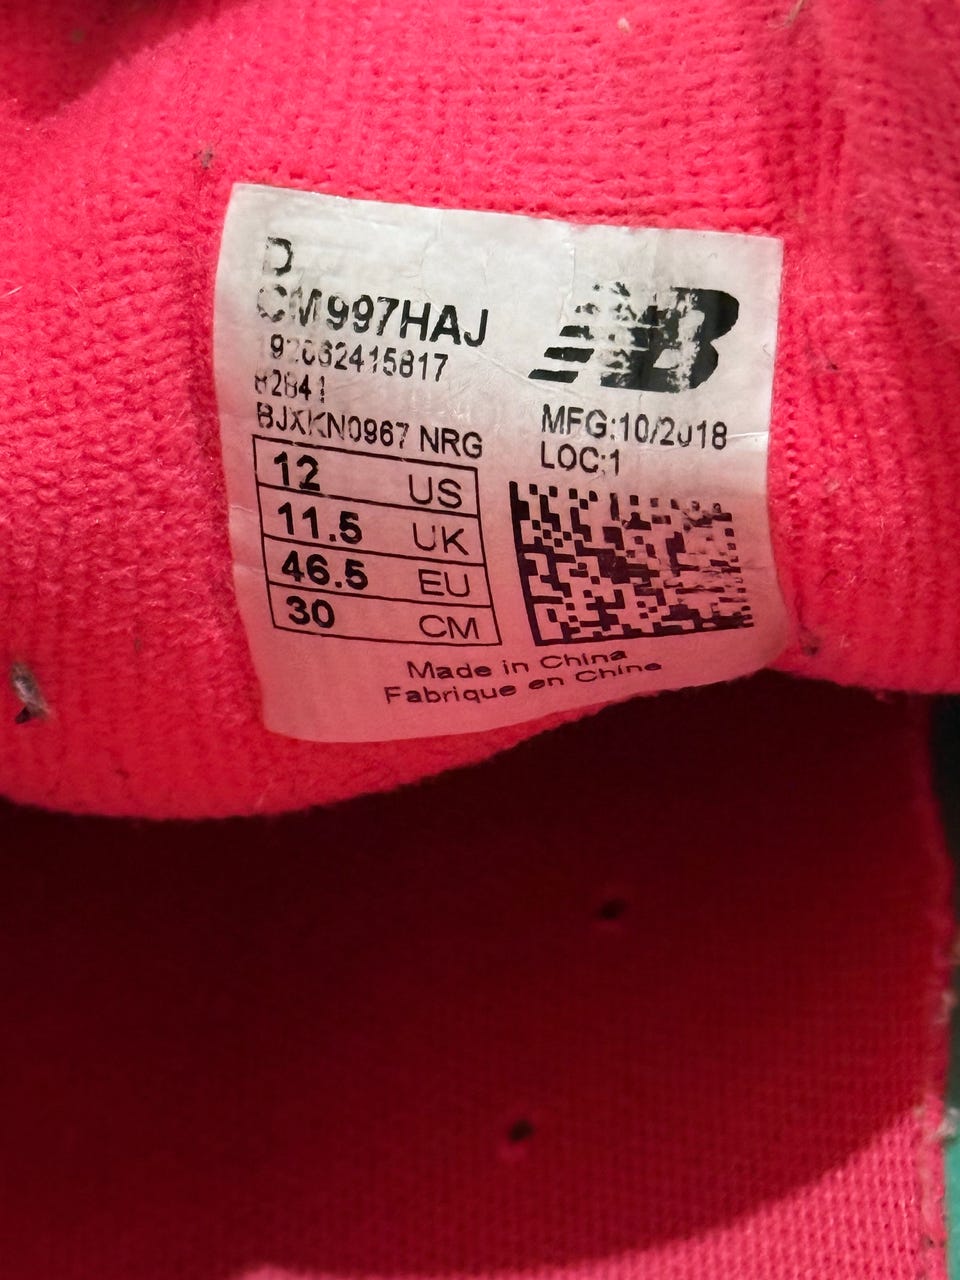 D
CM997HAJ
192662415817
82841
BJXKN0967 NRG
12 US
11.5 UK
46.5 EU
30 CM
NB
MFG:10/2018
LOC:1
Made in China
Fabrique en Chine